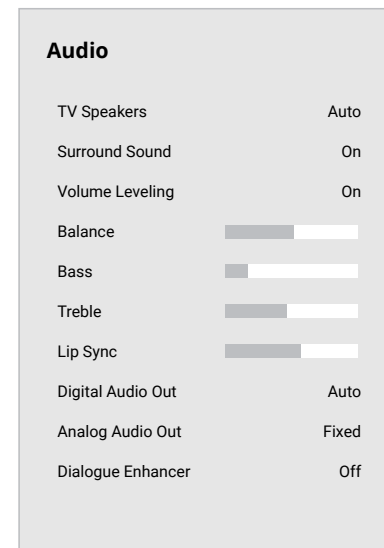 Audio
TV Speakers Auto
Surround Sound On
Volume Leveling On
Balance
Bass
Treble
Lip Sync
Digital Audio Out Auto
Analog Audio Out Fixed
Dialogue Enhancer Off